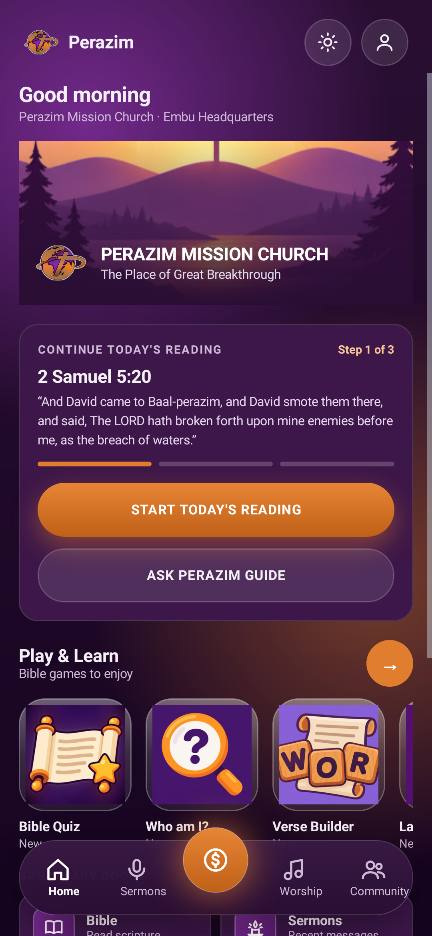 Perazim
Good morning
Perazim Mission Church · Embu Headquarters
PERAZIM MISSION CHURCH
The Place of Great Breakthrough
CONTINUE TODAY'S READING
Step 1 of 3
2 Samuel 5:20
“And David came to Baal-perazim, and David smote them there,
and said, The LORD hath broken forth upon mine enemies before
me, as the breach of waters.”
START TODAY'S READING
ASK PERAZIM GUIDE
Play & Learn
Bible games to enjoy
→
?
WOR
Bible Quiz
Who am I?
Verse Builder
La
New
Ne
$
Home
Sermons
Worship
Community
Bible
Read scripture
Sermons
Recent messages